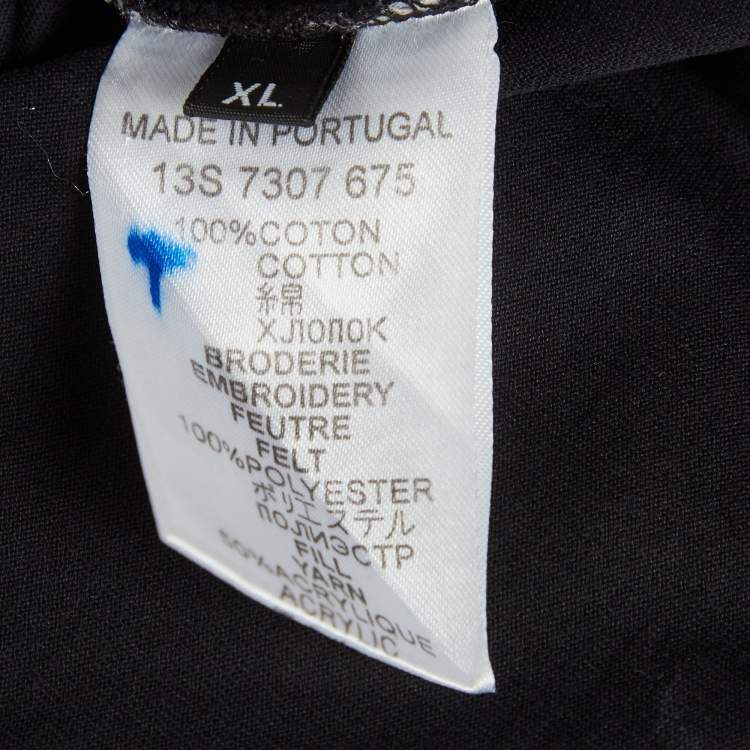 XL
MADE IN PORTUGAL
13S 7307 675
100%COTON
COTTON
綿
ХЛОПОК
BRODERIE
EMBROIDERY
FEUTRE
FELT
100%POLYESTER
ポリエステル
ПОЛИЭСТР
FILL
YARN
50%ACRYLIQUE
ACRYLIC